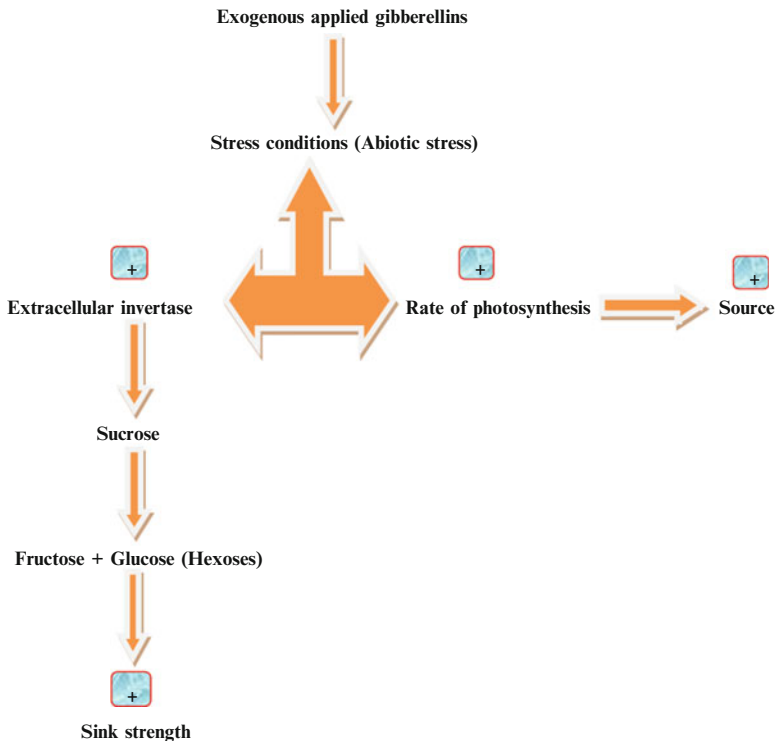 Exogenous applied gibberellins
Stress conditions (Abiotic stress)
+
+
+
Extracellular invertase
Rate of photosynthesis
Source
Sucrose
Fructose + Glucose (Hexoses)
+
Sink strength